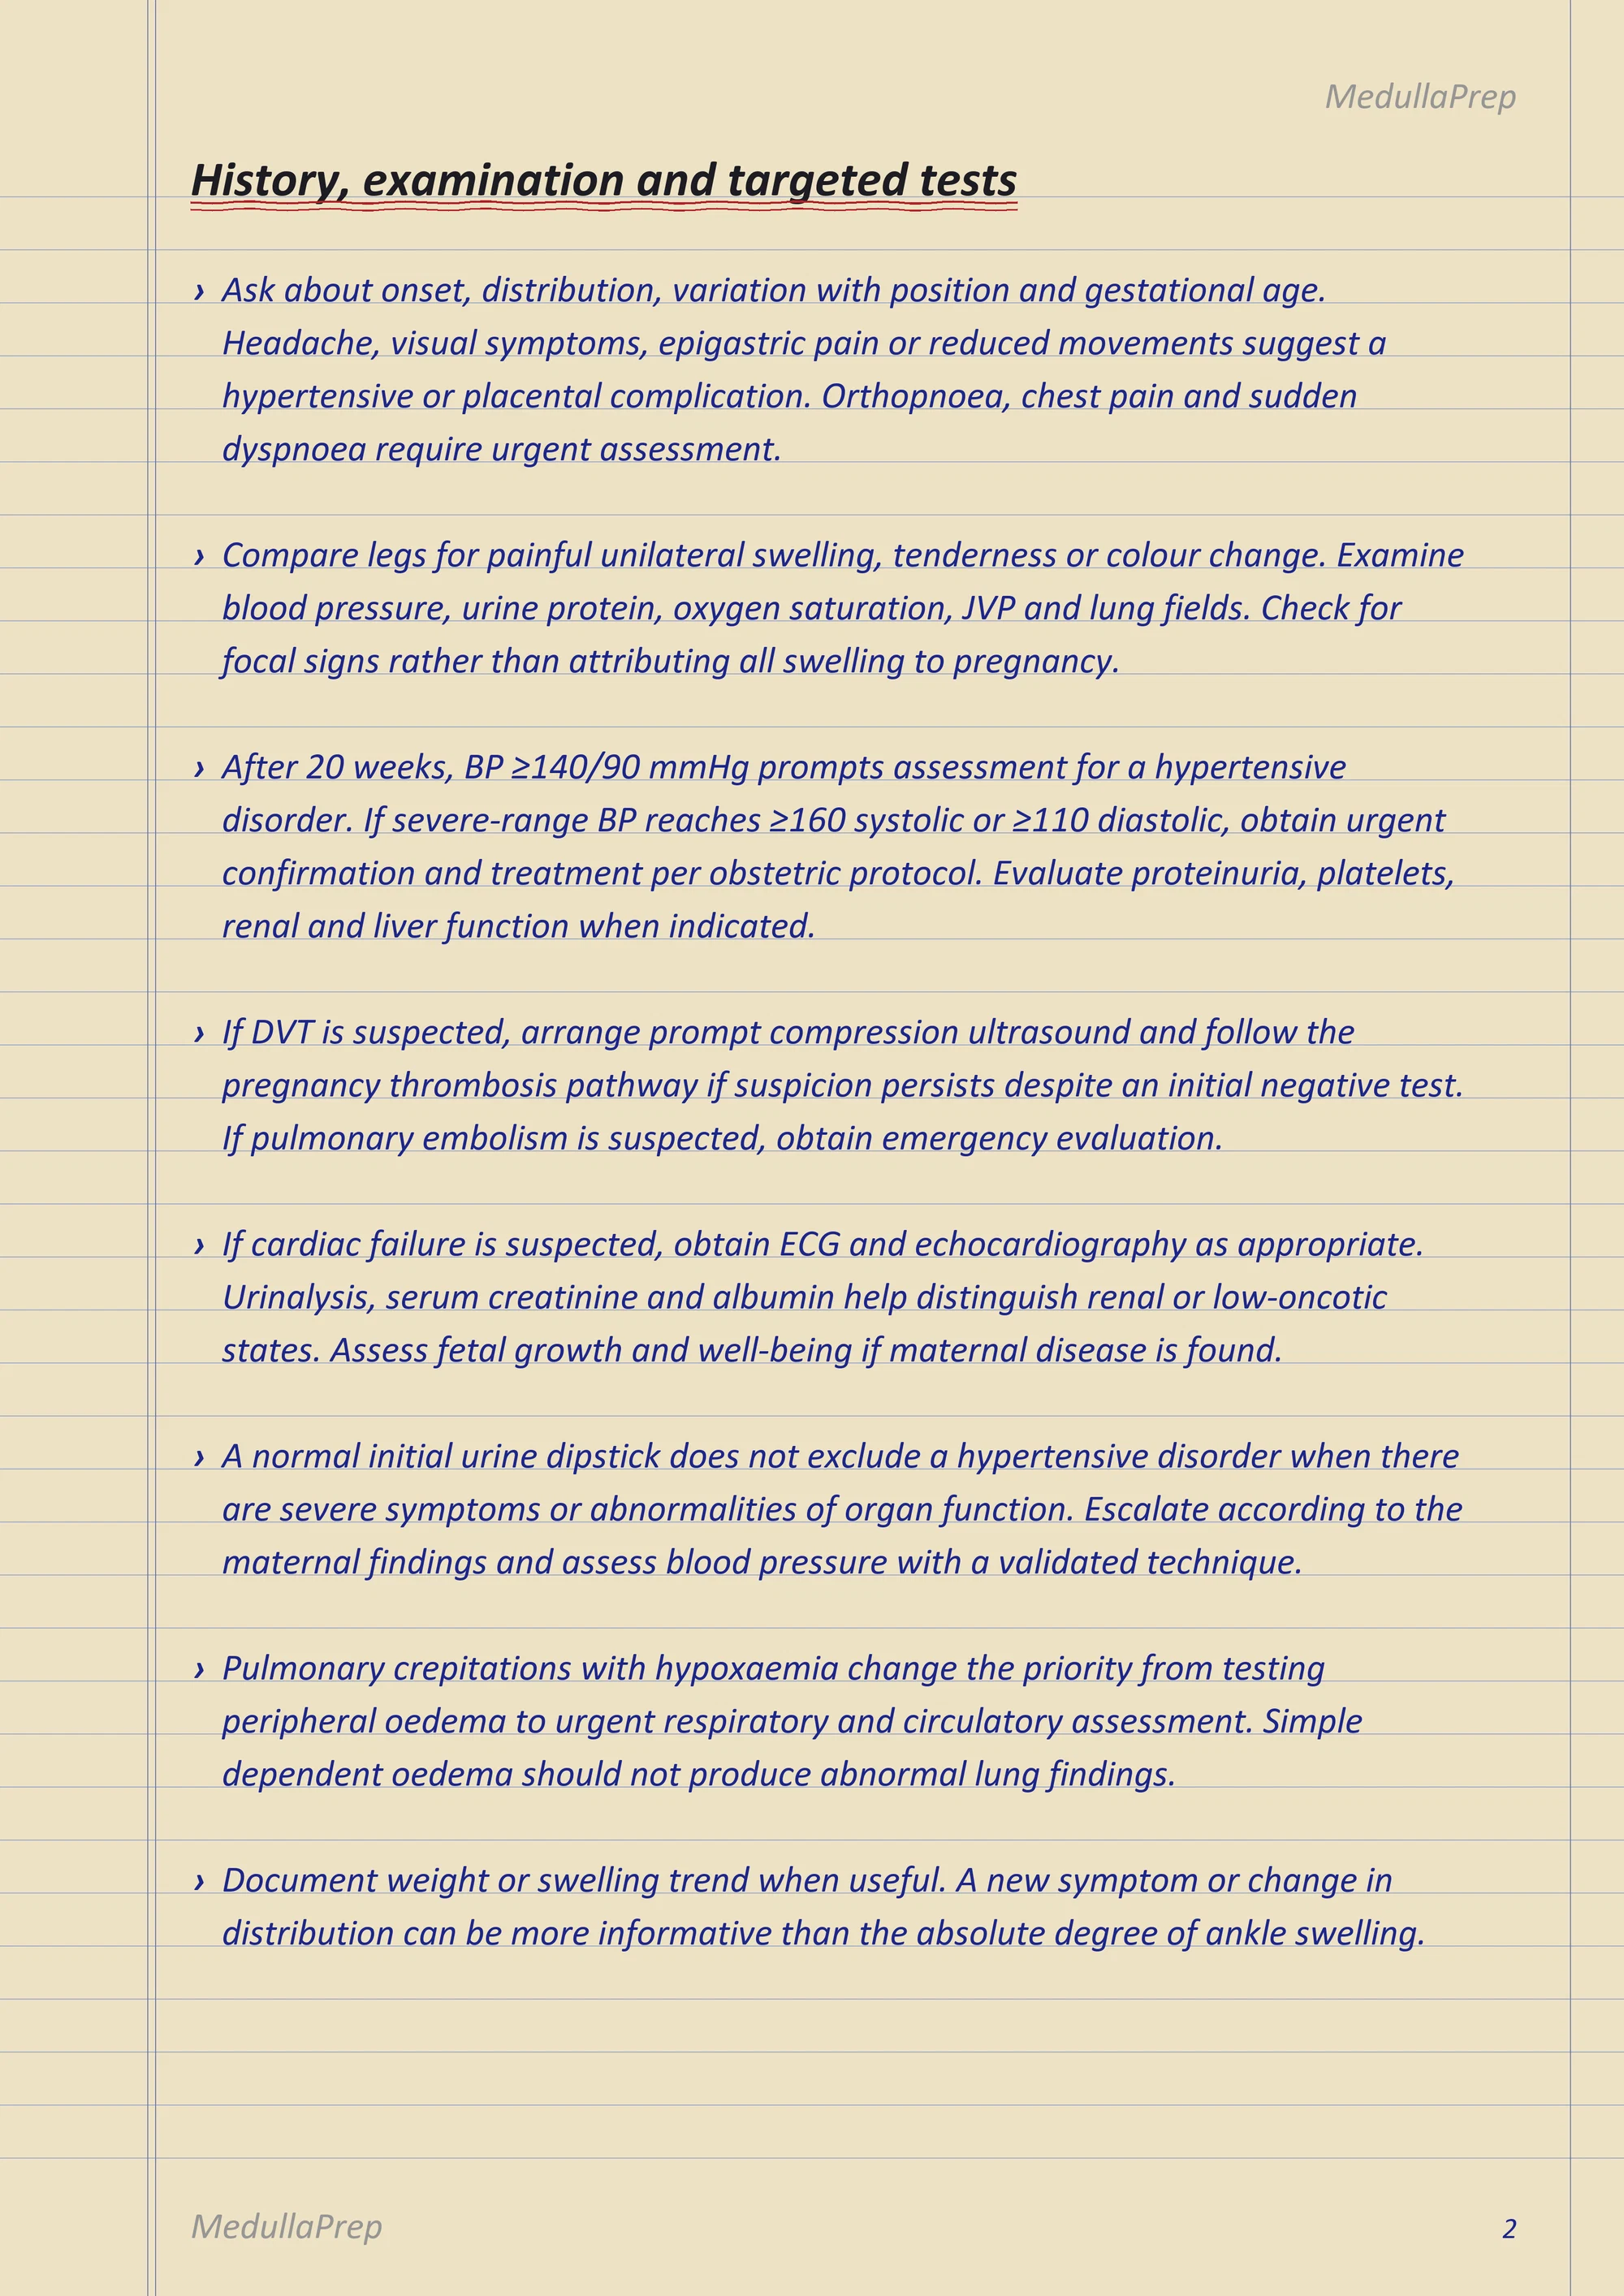 MedullaPrep
History, examination and targeted tests
› Ask about onset, distribution, variation with position and gestational age.
Headache, visual symptoms, epigastric pain or reduced movements suggest a
hypertensive or placental complication. Orthopnoea, chest pain and sudden
dyspnoea require urgent assessment.
› Compare legs for painful unilateral swelling, tenderness or colour change. Examine
blood pressure, urine protein, oxygen saturation, JVP and lung fields. Check for
focal signs rather than attributing all swelling to pregnancy.
› After 20 weeks, BP ≥140/90 mmHg prompts assessment for a hypertensive
disorder. If severe-range BP reaches ≥160 systolic or ≥110 diastolic, obtain urgent
confirmation and treatment per obstetric protocol. Evaluate proteinuria, platelets,
renal and liver function when indicated.
› If DVT is suspected, arrange prompt compression ultrasound and follow the
pregnancy thrombosis pathway if suspicion persists despite an initial negative test.
If pulmonary embolism is suspected, obtain emergency evaluation.
› If cardiac failure is suspected, obtain ECG and echocardiography as appropriate.
Urinalysis, serum creatinine and albumin help distinguish renal or low-oncotic
states. Assess fetal growth and well-being if maternal disease is found.
› A normal initial urine dipstick does not exclude a hypertensive disorder when there
are severe symptoms or abnormalities of organ function. Escalate according to the
maternal findings and assess blood pressure with a validated technique.
› Pulmonary crepitations with hypoxaemia change the priority from testing
peripheral oedema to urgent respiratory and circulatory assessment. Simple
dependent oedema should not produce abnormal lung findings.
› Document weight or swelling trend when useful. A new symptom or change in
distribution can be more informative than the absolute degree of ankle swelling.
MedullaPrep
2